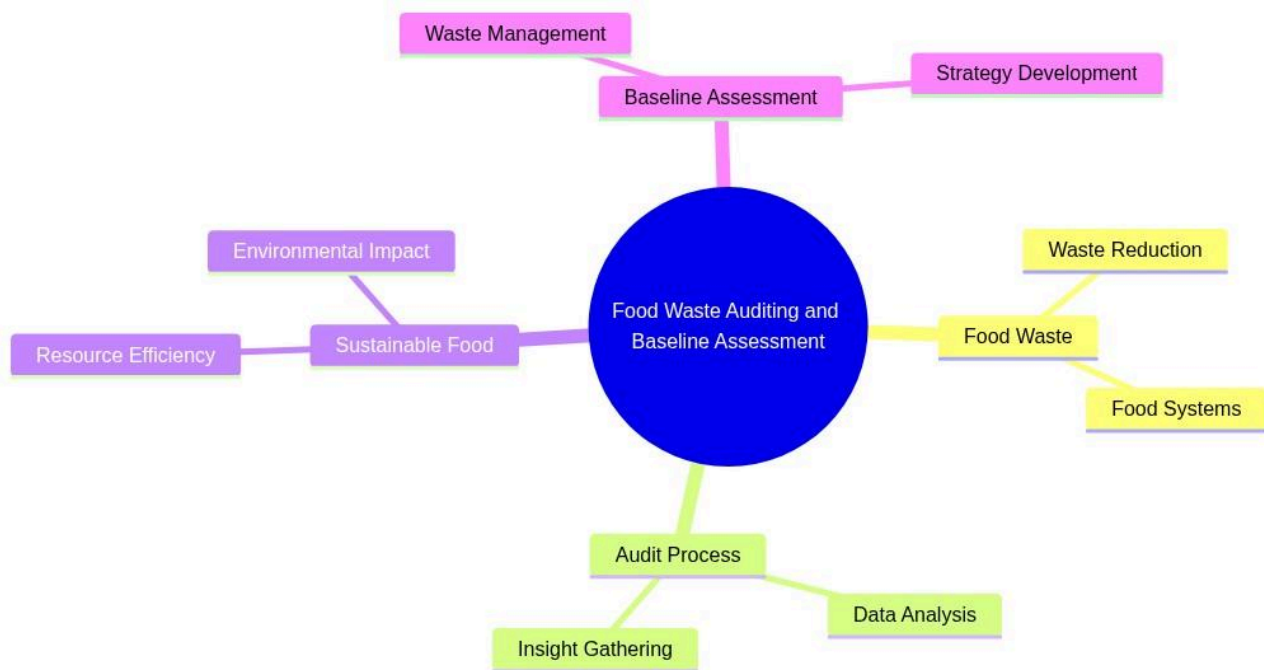 Waste Management
Strategy Development
Baseline Assessment
Environmental Impact
Waste Reduction
Food Waste Auditing and
Baseline Assessment
Food Waste
Sustainable Food
Resource Efficiency
Food Systems
Audit Process
Data Analysis
Insight Gathering